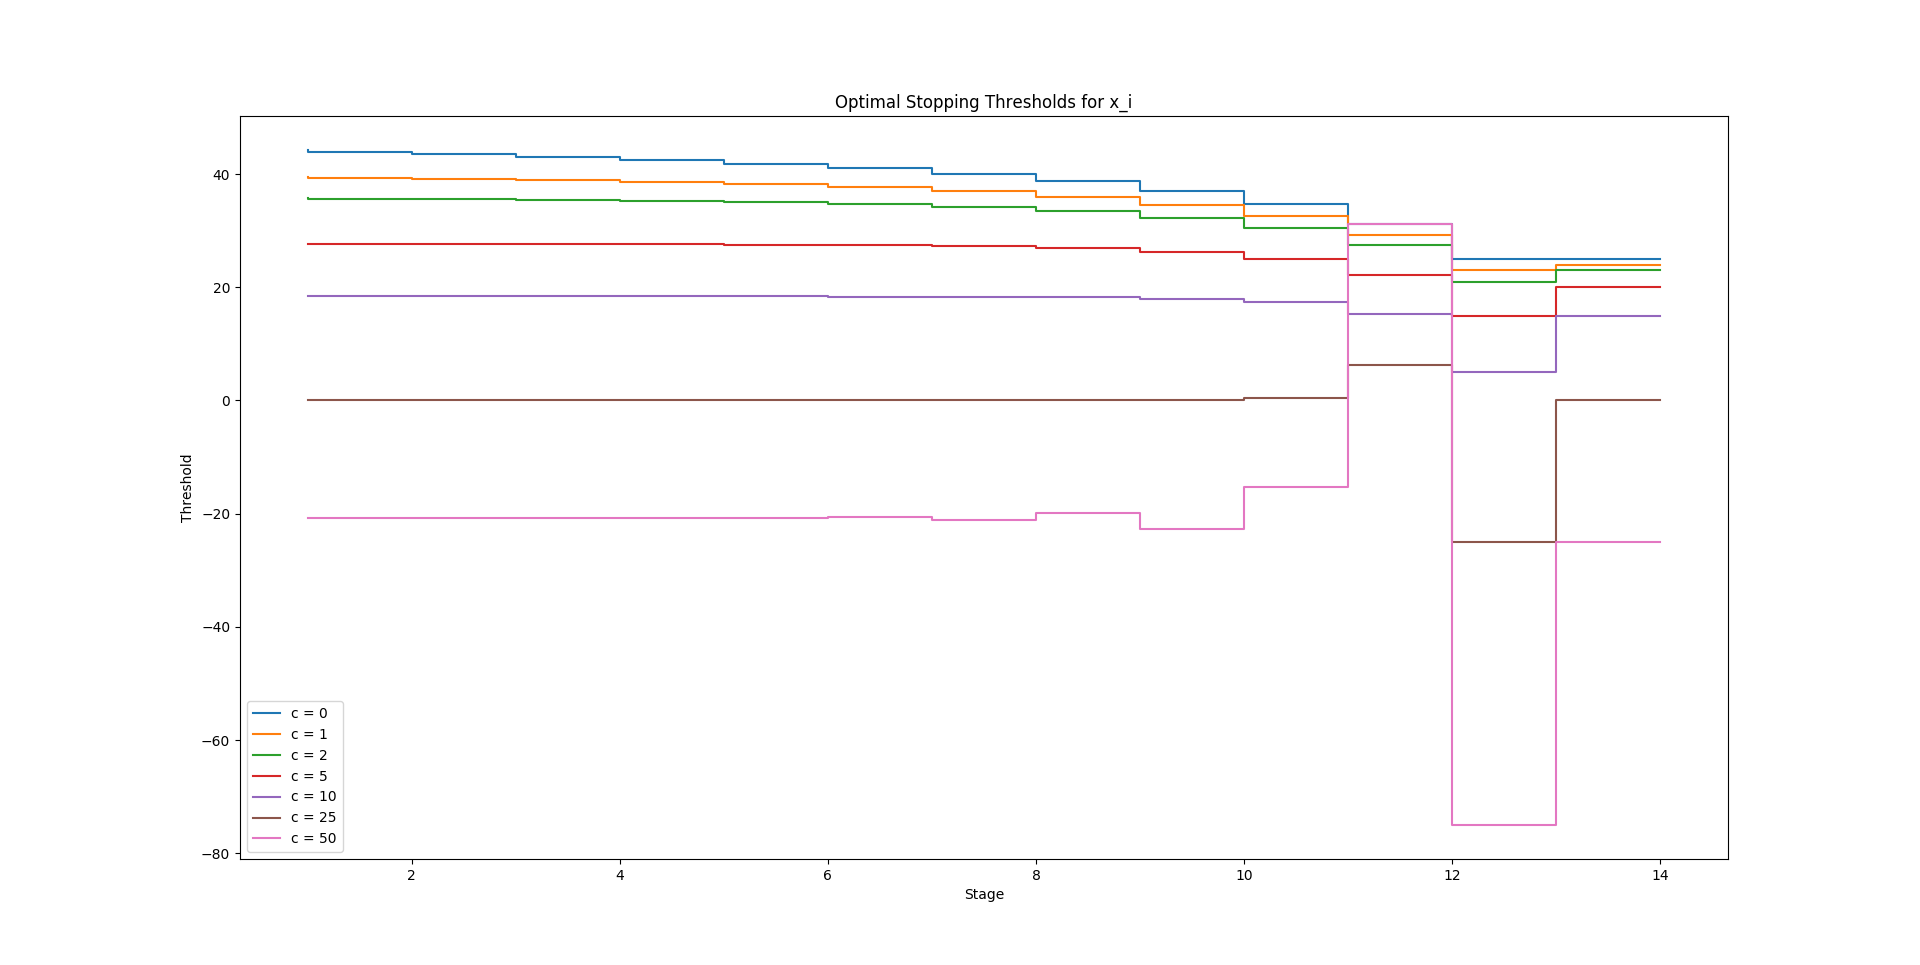 Optimal Stopping Thresholds for x_i
Threshold
40
20
0
−20
−40
−60
−80
c = 0
c = 1
c = 2
c = 5
c = 10
c = 25
c = 50
2
4
6
8
10
12
14
Stage